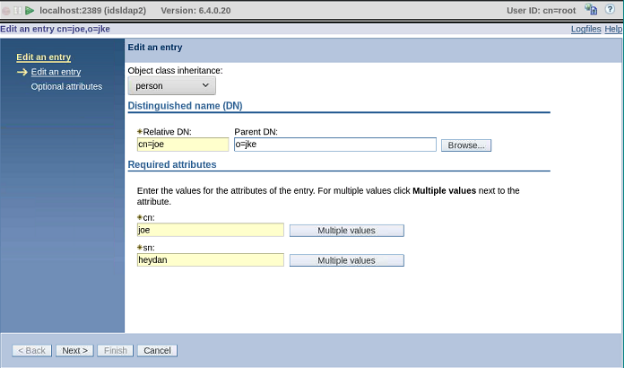 localhost:2389 (idsldap2) Version: 6.4.0.20 User ID: cn=root
Edit an entry cn=joe,o=jke Logfiles Help
Edit an entry
Edit an entry
Optional attributes
Edit an entry
Object class inheritance:
person
Distinguished name (DN)
✳Relative DN: Parent DN:
cn=joe o=jke Browse...
Required attributes
Enter the values for the attributes of the entry. For multiple values click Multiple values next to the
attribute.
✳cn:
joe Multiple values
✳sn:
heydan Multiple values
< Back Next > Finish Cancel